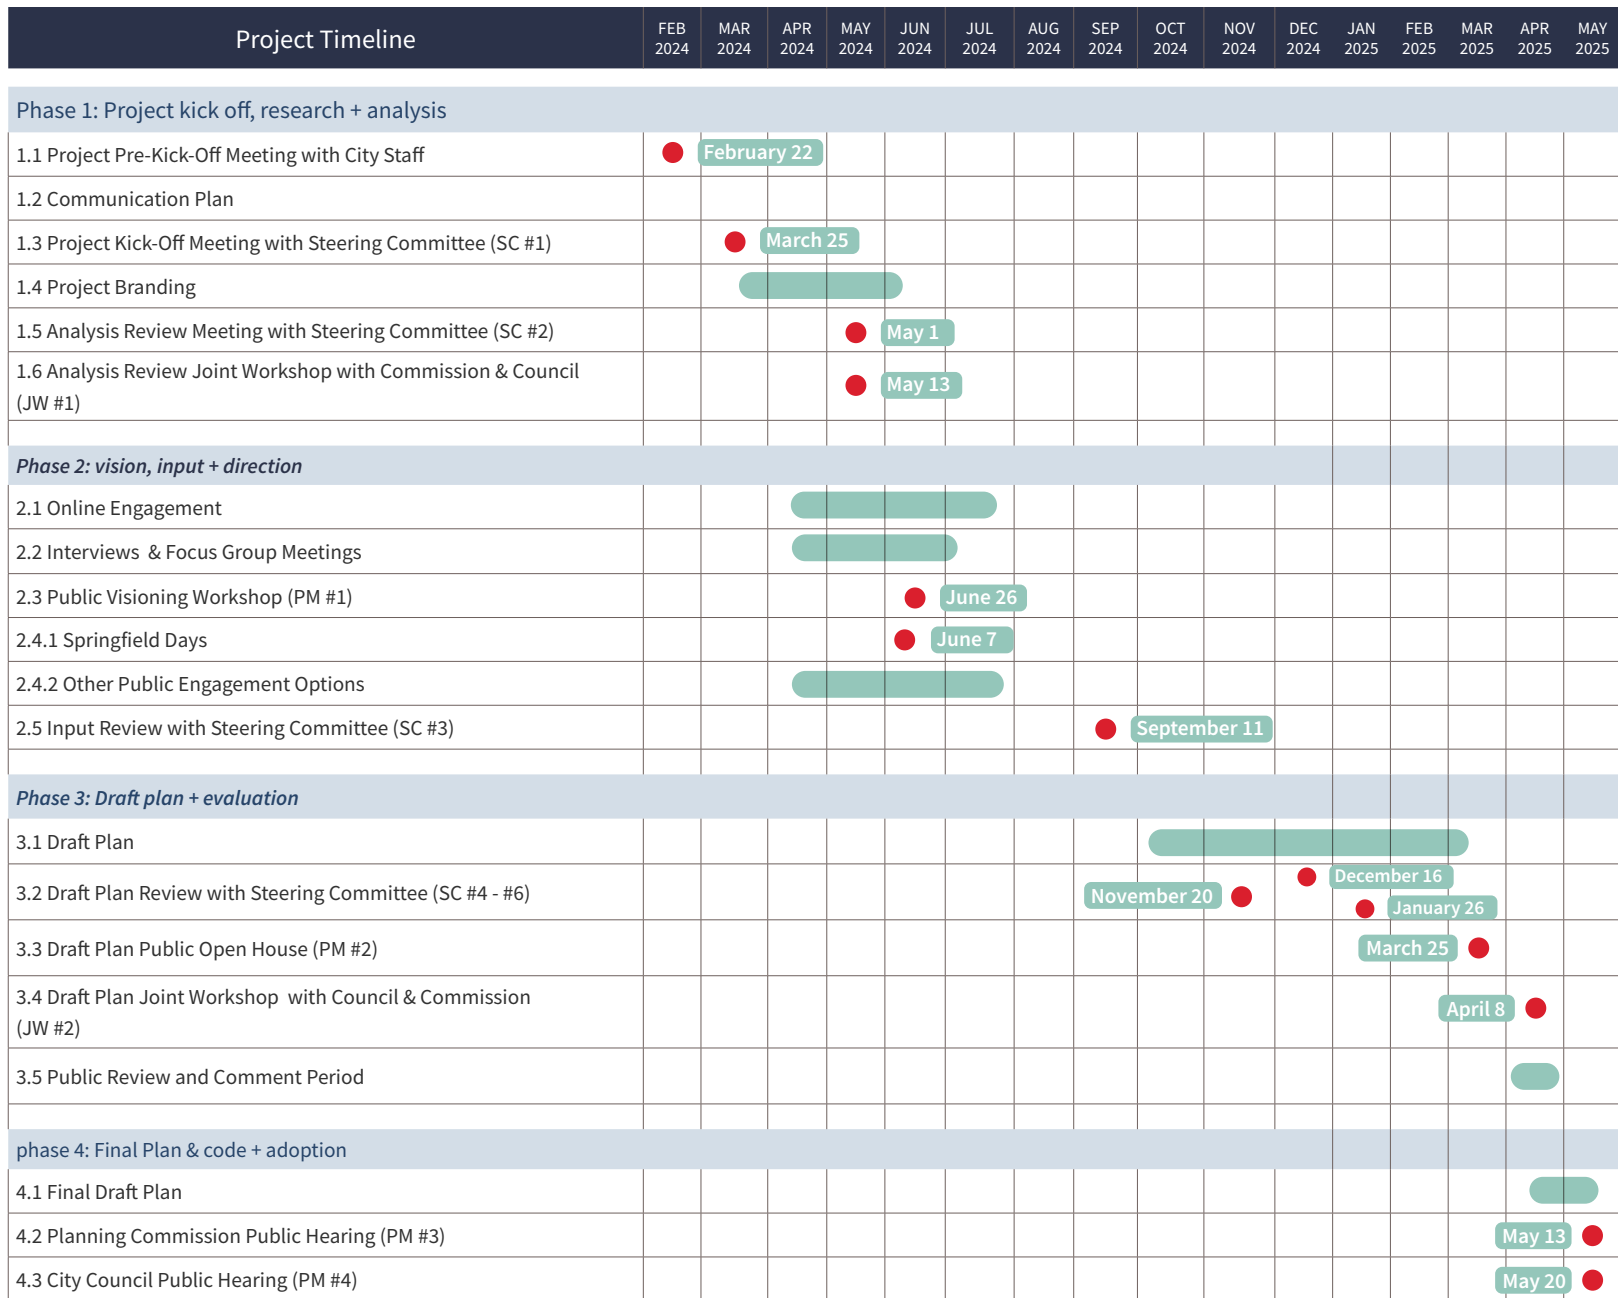 Project Timeline
FEB 2024
MAR 2024
APR 2024
MAY 2024
JUN 2024
JUL 2024
AUG 2024
SEP 2024
OCT 2024
NOV 2024
DEC 2024
JAN 2025
FEB 2025
MAR 2025
APR 2025
MAY 2025
Phase 1: Project kick off, research + analysis
1.1 Project Pre-Kick-Off Meeting with City Staff
February 22
1.2 Communication Plan
1.3 Project Kick-Off Meeting with Steering Committee (SC #1)
March 25
1.4 Project Branding
1.5 Analysis Review Meeting with Steering Committee (SC #2)
May 1
1.6 Analysis Review Joint Workshop with Commission & Council
(JW #1)
May 13
Phase 2: vision, input + direction
2.1 Online Engagement
2.2 Interviews  & Focus Group Meetings
2.3 Public Visioning Workshop (PM #1)
June 26
2.4.1 Springfield Days
June 7
2.4.2 Other Public Engagement Options
2.5 Input Review with Steering Committee (SC #3)
September 11
Phase 3: Draft plan + evaluation
3.1 Draft Plan
3.2 Draft Plan Review with Steering Committee (SC #4 - #6)
November 20
December 16
January 26
3.3 Draft Plan Public Open House (PM #2)
March 25
3.4 Draft Plan Joint Workshop  with Council & Commission
(JW #2)
April 8
3.5 Public Review and Comment Period
phase 4: Final Plan & code + adoption
4.1 Final Draft Plan
4.2 Planning Commission Public Hearing (PM #3)
May 13
4.3 City Council Public Hearing (PM #4)
May 20